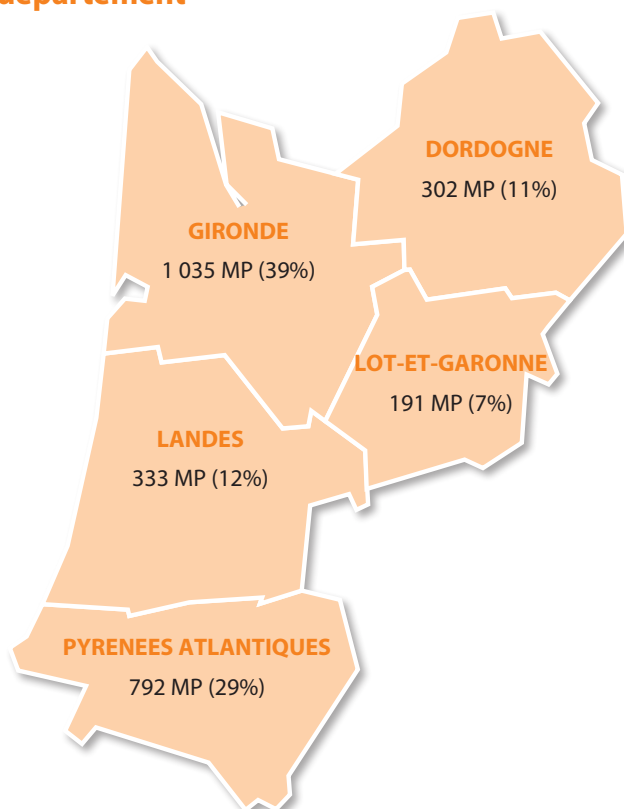 département
DORDOGNE
302 MP (11%)
GIRONDE
1 035 MP (39%)
LOT-ET-GARONNE
191 MP (7%)
LANDES
333 MP (12%)
PYRENEES ATLANTIQUES
792 MP (29%)